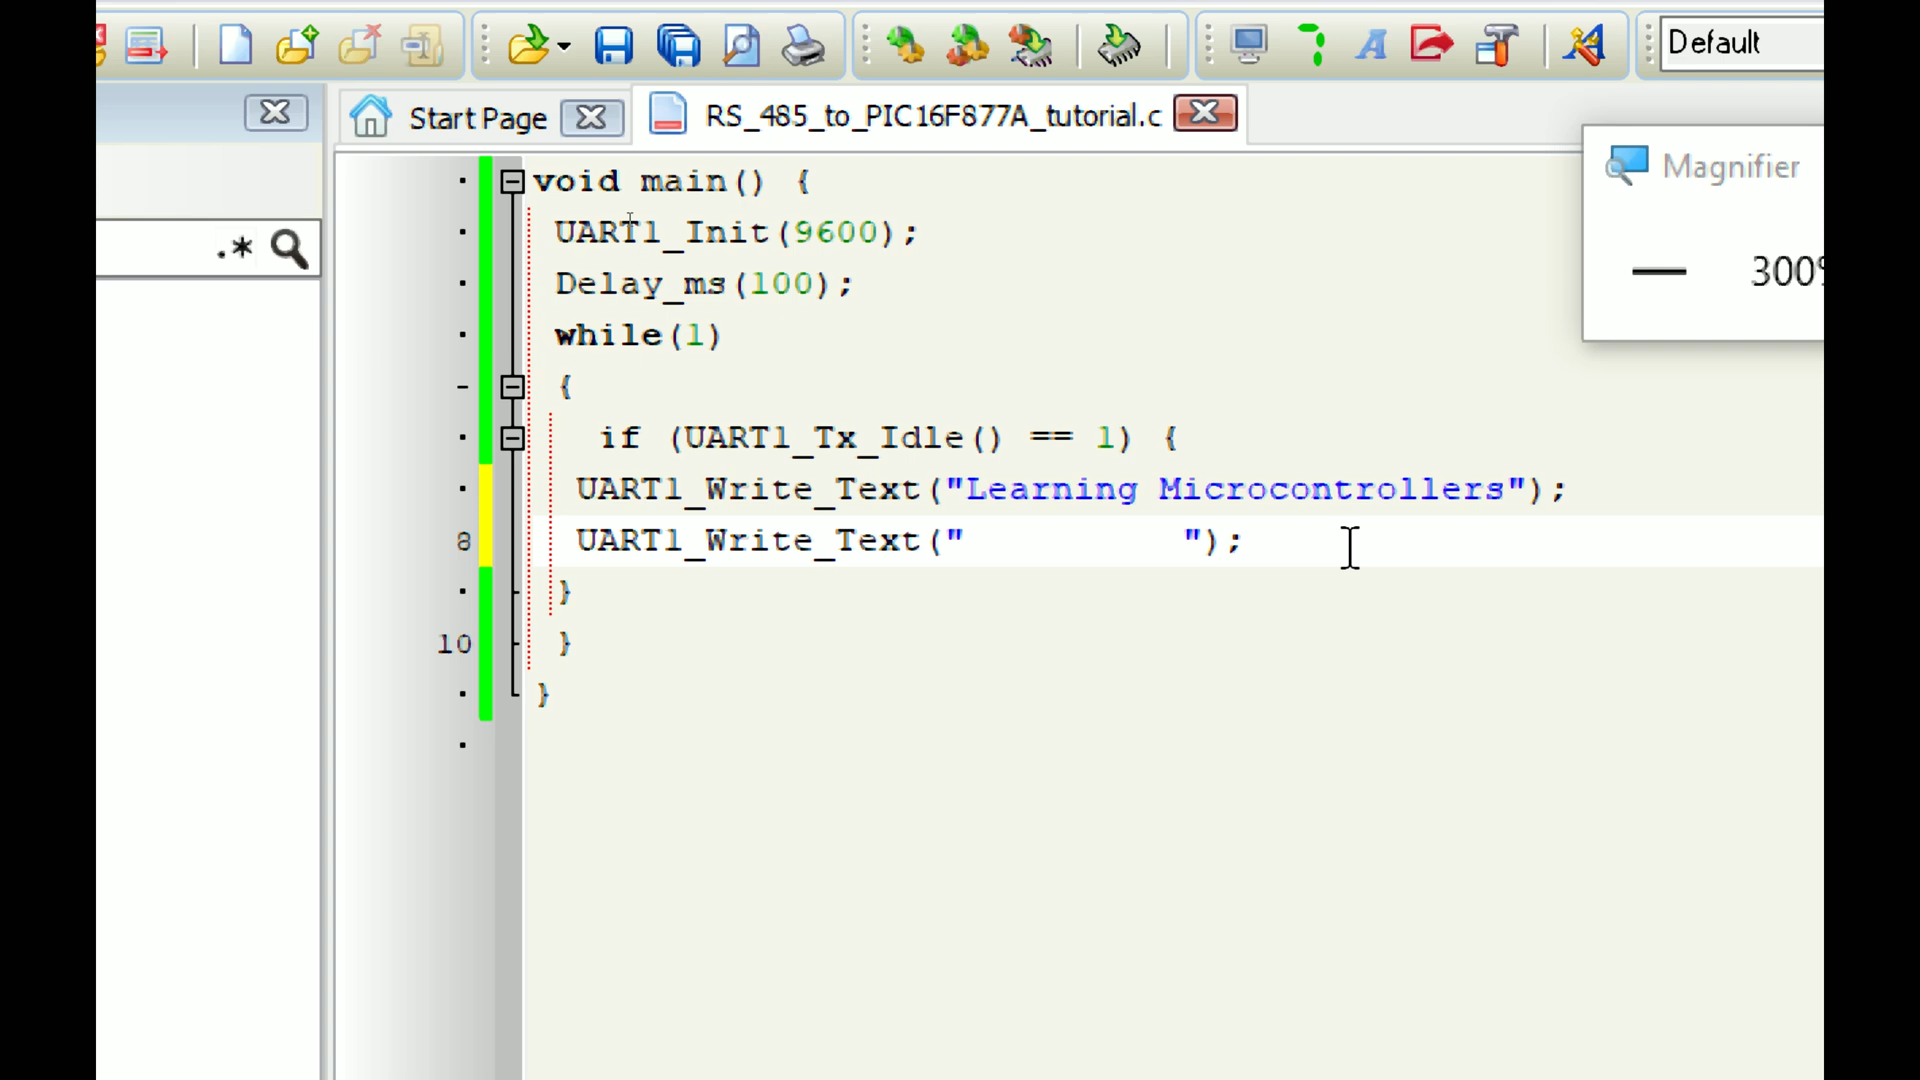 Default
Start Page
RS_485_to_PIC16F877A_tutorial.c
Magnifier
.*
300%
void main() {
UART1_Init(9600);
Delay_ms(100);
while(1)
{
if (UART1_Tx_Idle() == 1) {
UART1_Write_Text("Learning Microcontrollers");
8 UART1_Write_Text("          ");
}
10 }
}